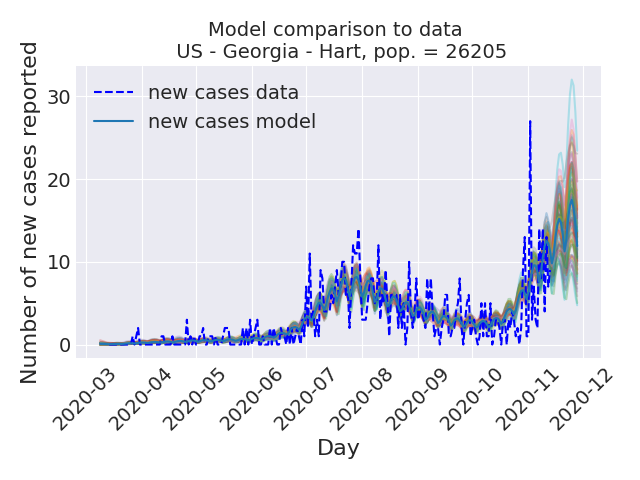 Model comparison to data
US - Georgia - Hart, pop. = 26205
Number of new cases reported
30
20
10
0
new cases data
new cases model
2020-03
2020-04
2020-05
2020-06
2020-07
2020-08
2020-09
2020-10
2020-11
2020-12
Day